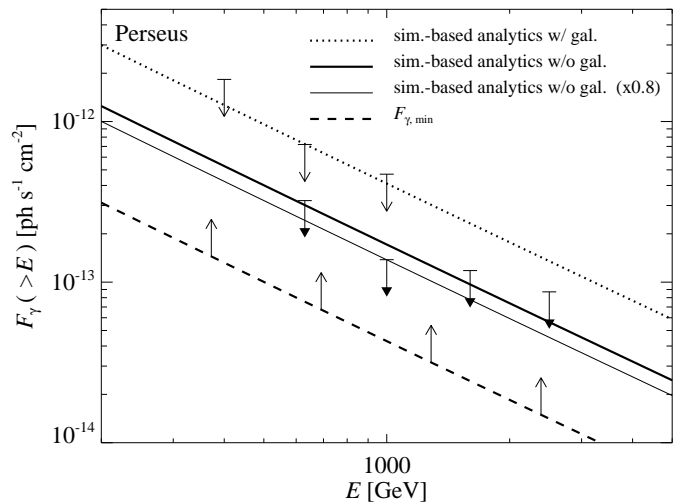 Perseus
sim.-based analytics w/ gal.
sim.-based analytics w/o gal.
sim.-based analytics w/o gal. (x0.8)
F_γ, min
10⁻¹²
10⁻¹³
10⁻¹⁴
F_γ ( >E ) [ph s⁻¹ cm⁻²]
1000
E [GeV]